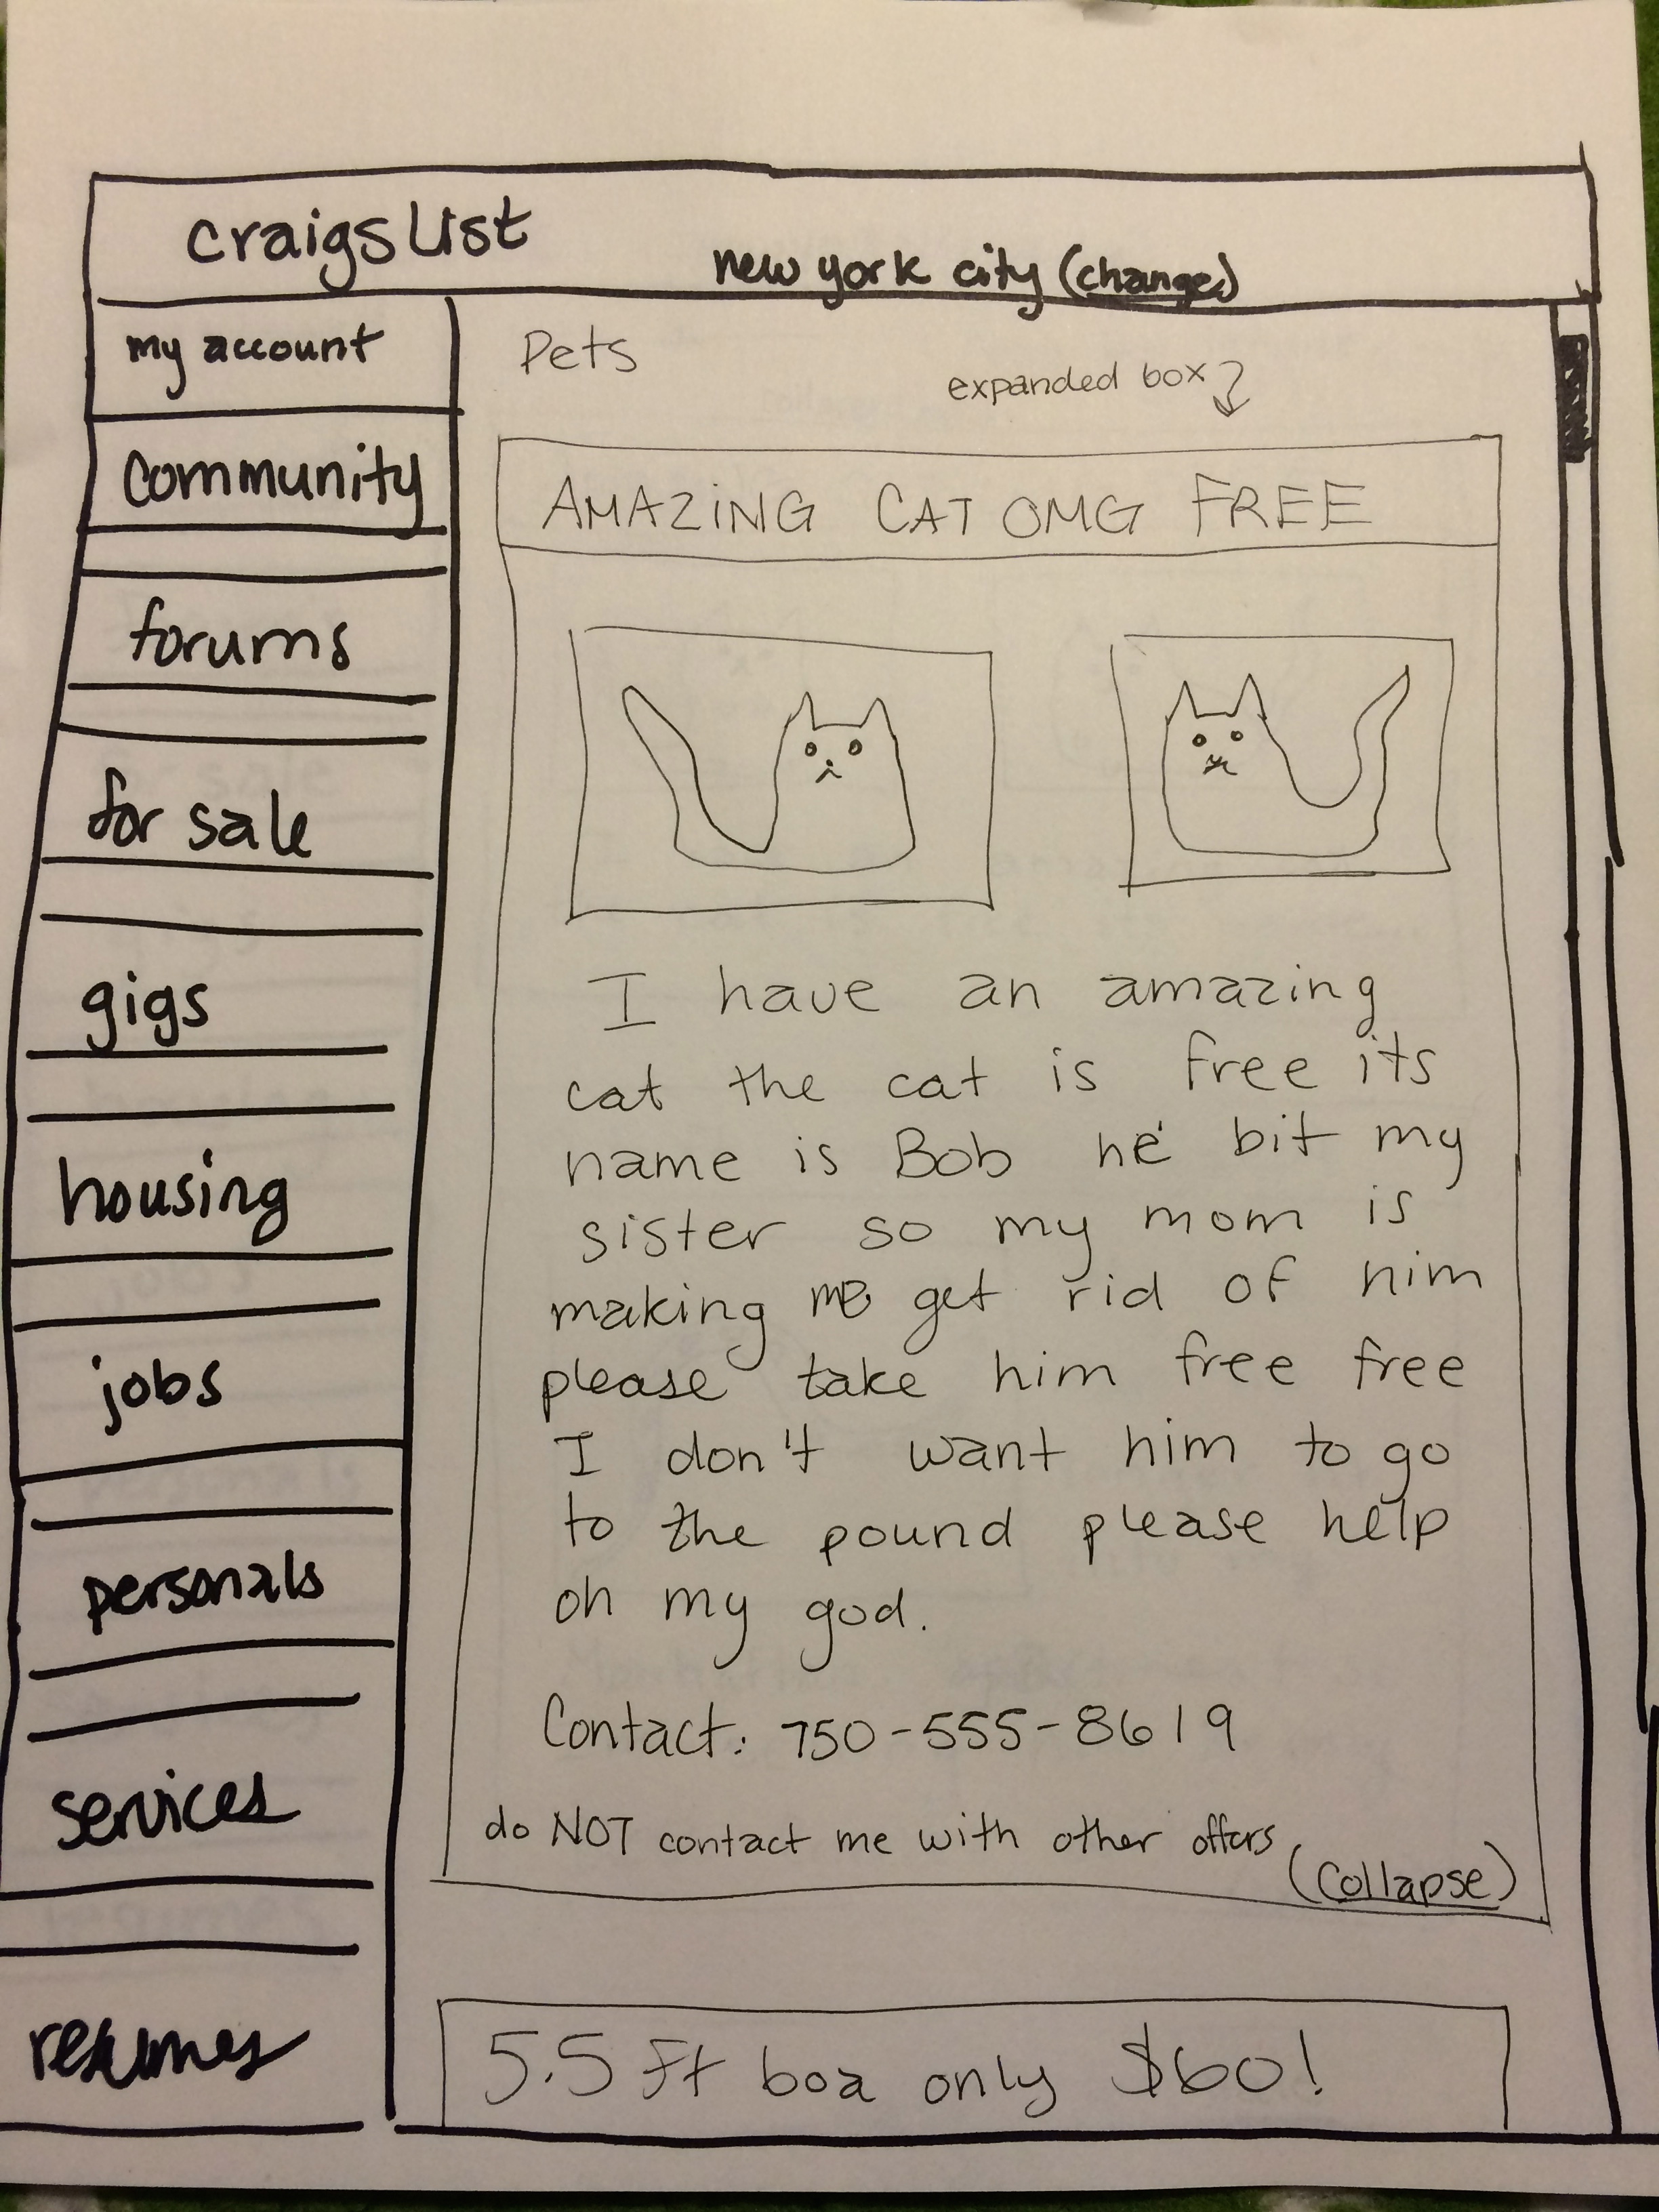 craigslist
new york city (change)
my account
community
forums
for sale
gigs
housing
jobs
personals
services
resumes
Pets
expanded box
AMAZING CAT OMG FREE
I have an amazing
cat the cat is free its
name is Bob he bit my
sister so my mom is
making me get rid of him
please take him free free
I don't want him to go
to the pound please help
oh my god.
Contact: 750-555-8619
do NOT contact me with other offers
(collapse)
5.5 ft boa only $60!